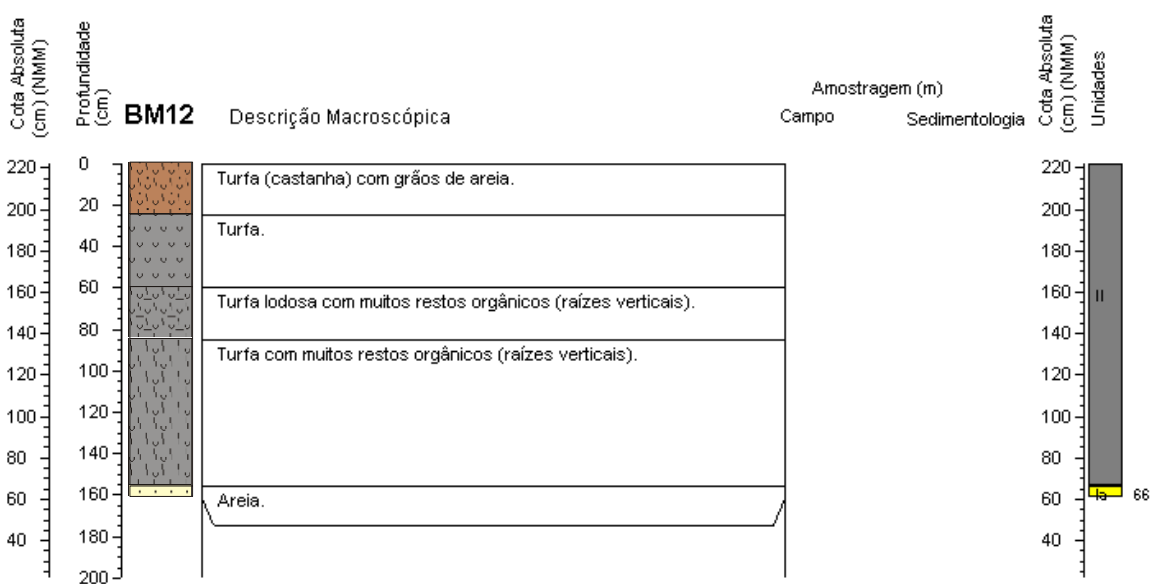 Cota Absoluta
(cm) (NMM)
Profundidade
(cm)
BM12
Descrição Macroscópica
Amostragem (m)
Campo
Sedimentologia
Cota Absoluta
(cm) (NMM)
Unidades
220
200
180
160
140
120
100
80
60
40
0
20
40
60
80
100
120
140
160
180
200
Turfa (castanha) com grãos de areia.
Turfa.
Turfa lodosa com muitos restos orgânicos (raízes verticais).
Turfa com muitos restos orgânicos (raízes verticais).
Areia.
220
200
180
160
140
120
100
80
60
40
II
Ia
66